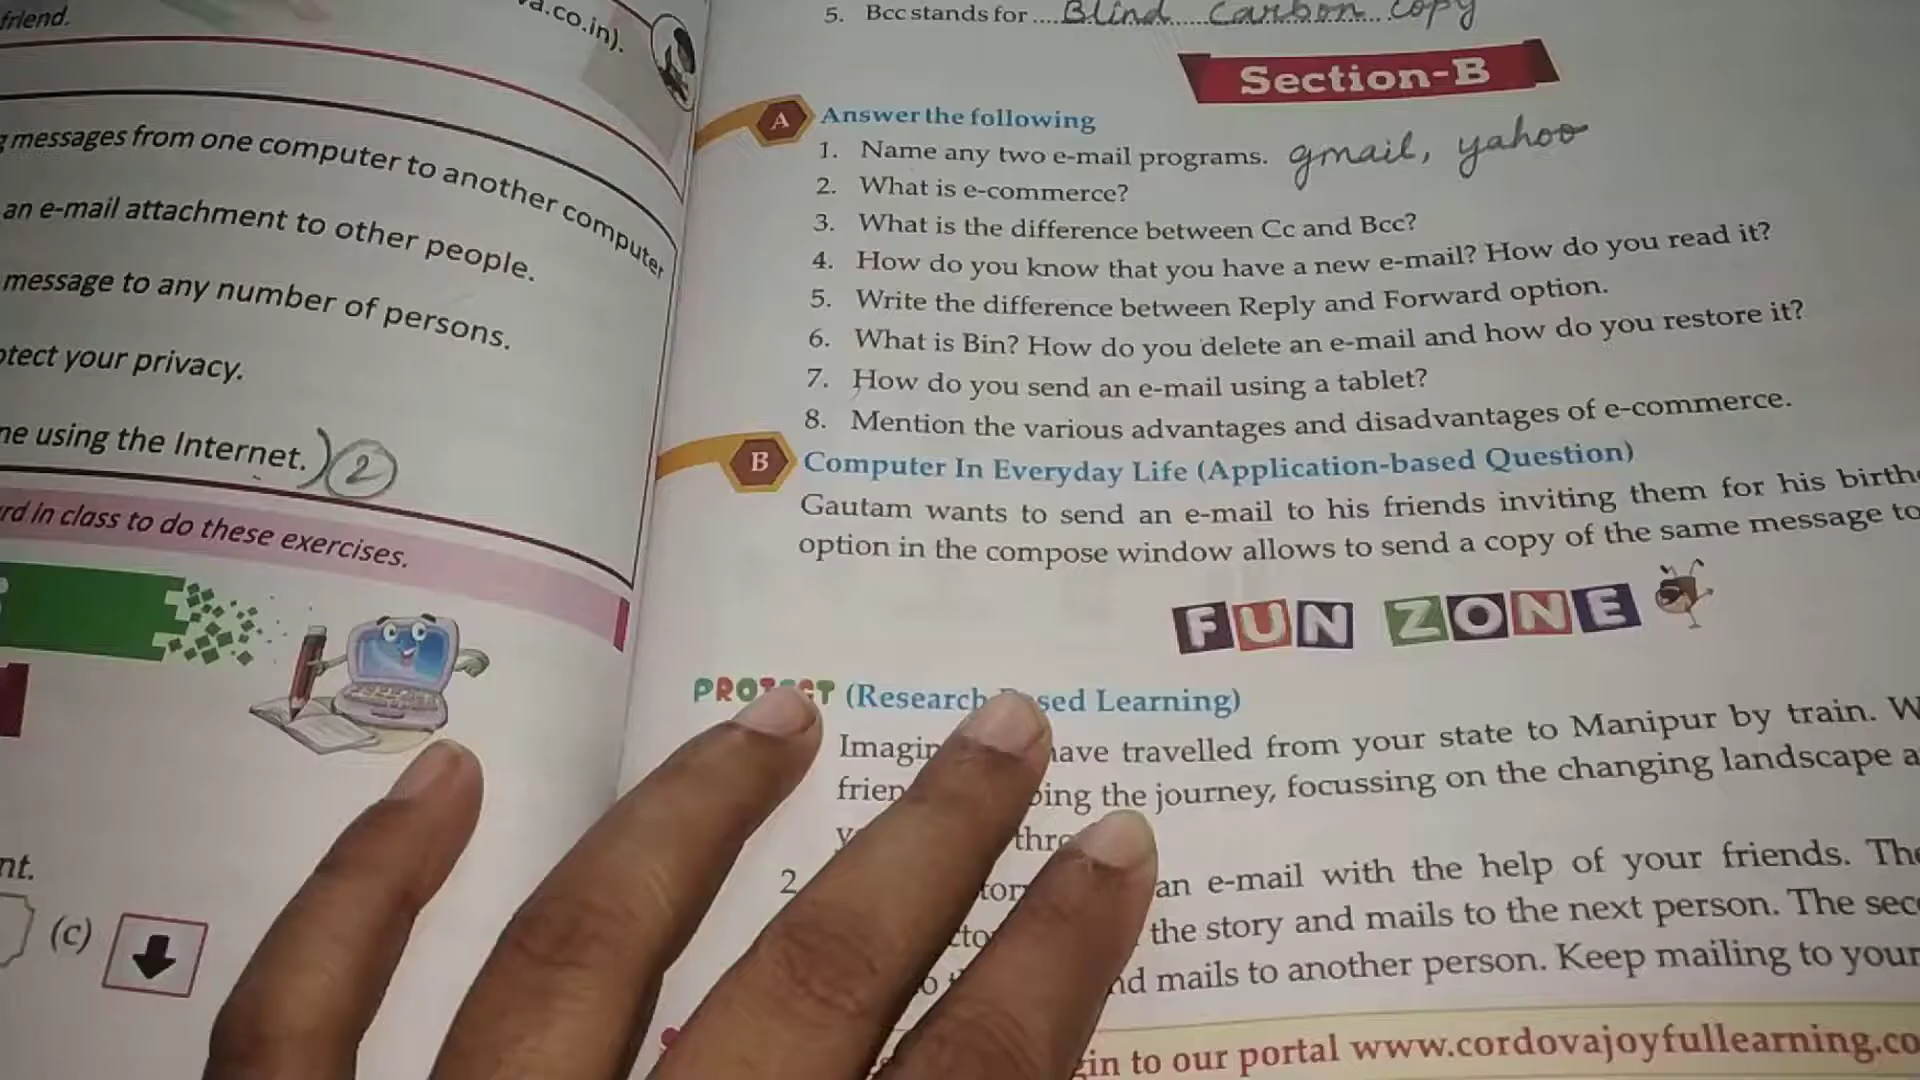 friend.
.co.in).
messages from one computer to another computer
an e-mail attachment to other people.
message to any number of persons.
your privacy.
using the Internet.) 2
in class to do these exercises.
(c)
5. Bcc stands for .... Blind Carbon Copy
Section-B
A Answer the following
1. Name any two e-mail programs. gmail, yahoo
2. What is e-commerce?
3. What is the difference between Cc and Bcc?
4. How do you know that you have a new e-mail? How do you read it?
5. Write the difference between Reply and Forward option.
6. What is Bin? How do you delete an e-mail and how do you restore it?
7. How do you send an e-mail using a tablet?
8. Mention the various advantages and disadvantages of e-commerce.
B Computer In Everyday Life (Application-based Question)
Gautam wants to send an e-mail to his friends inviting them for his
option in the compose window allows to send a copy of the same message to
FUN ZONE
(Research Learning)
have travelled from your state to Manipur by train.
the journey, focussing on the changing landscape
2
an e-mail with the help of your friends.
the story and mails to the next person. The
mails to another person. Keep mailing to your
to our portal www.cordovajoyfullearning.co